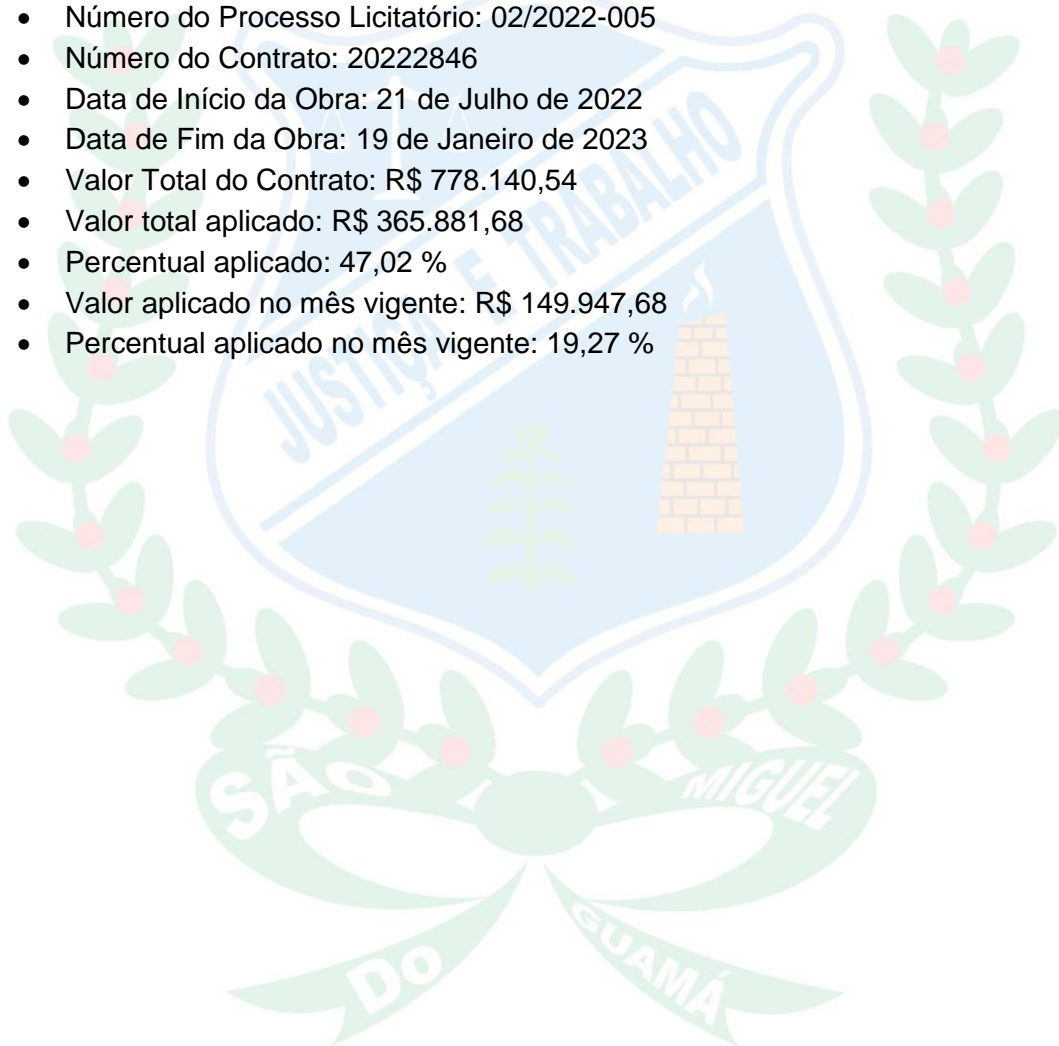 • Número do Processo Licitatório: 02/2022-005
• Número do Contrato: 20222846
• Data de Início da Obra: 21 de Julho de 2022
• Data de Fim da Obra: 19 de Janeiro de 2023
• Valor Total do Contrato: R$ 778.140,54
• Valor total aplicado: R$ 365.881,68
• Percentual aplicado: 47,02 %
• Valor aplicado no mês vigente: R$ 149.947,68
• Percentual aplicado no mês vigente: 19,27 %
JUSTIÇA E TRABALHO
SÃO MIGUEL
DO GUAMÁ